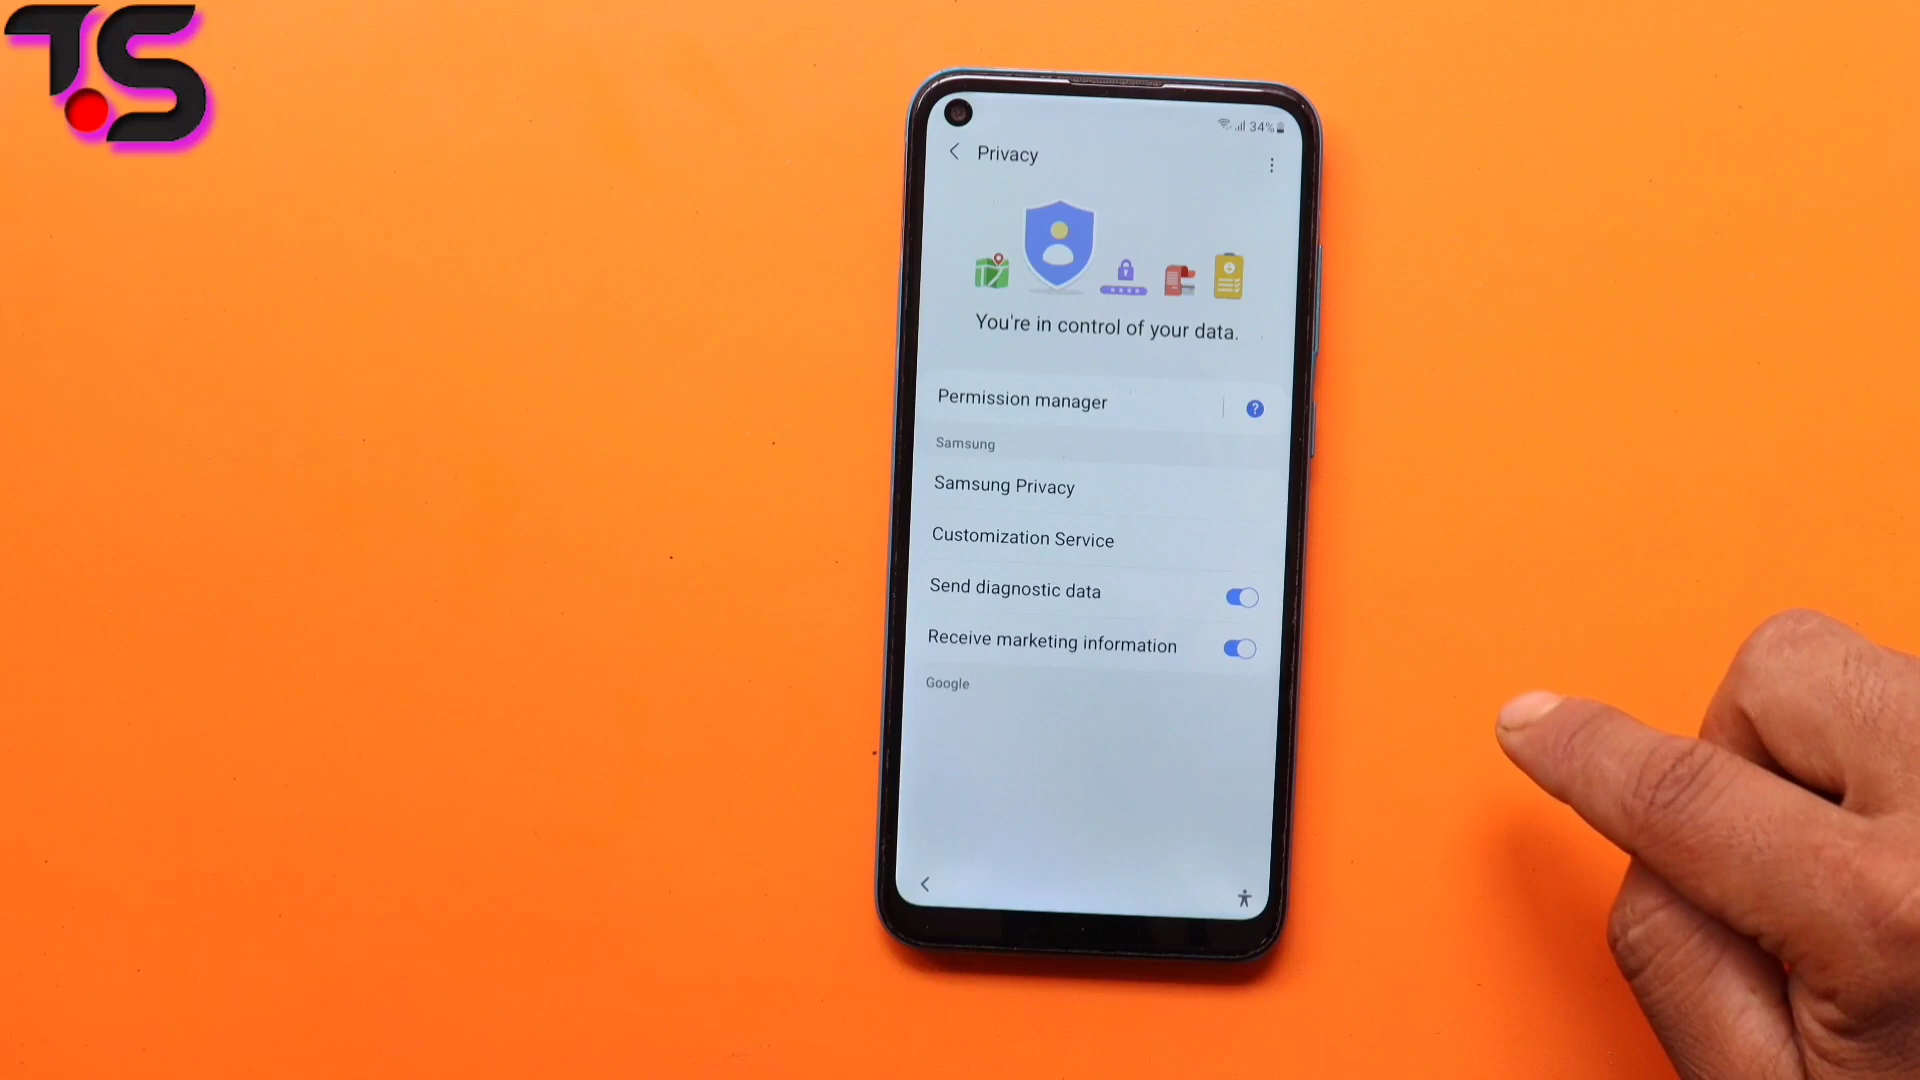 T.S
34%
Privacy
You're in control of your data.
Permission manager
?
Samsung
Samsung Privacy
Customization Service
Send diagnostic data
Receive marketing information
Google